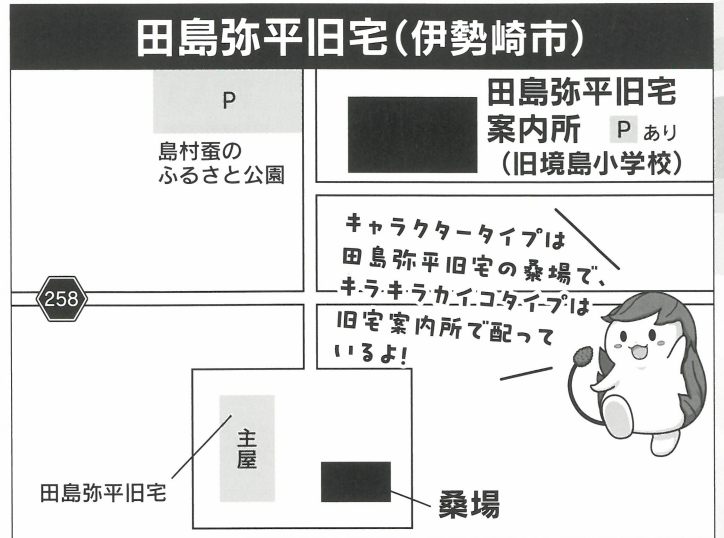 田島弥平旧宅(伊勢崎市)
P
島村蚕の
ふるさと公園
田島弥平旧宅
案内所 P あり
(旧境島小学校)
キャラクタータイプは
田島弥平旧宅の桑場で、
キラキラカイコタイプは
旧宅案内所で配って
いるよ!
258
主屋
田島弥平旧宅
桑場